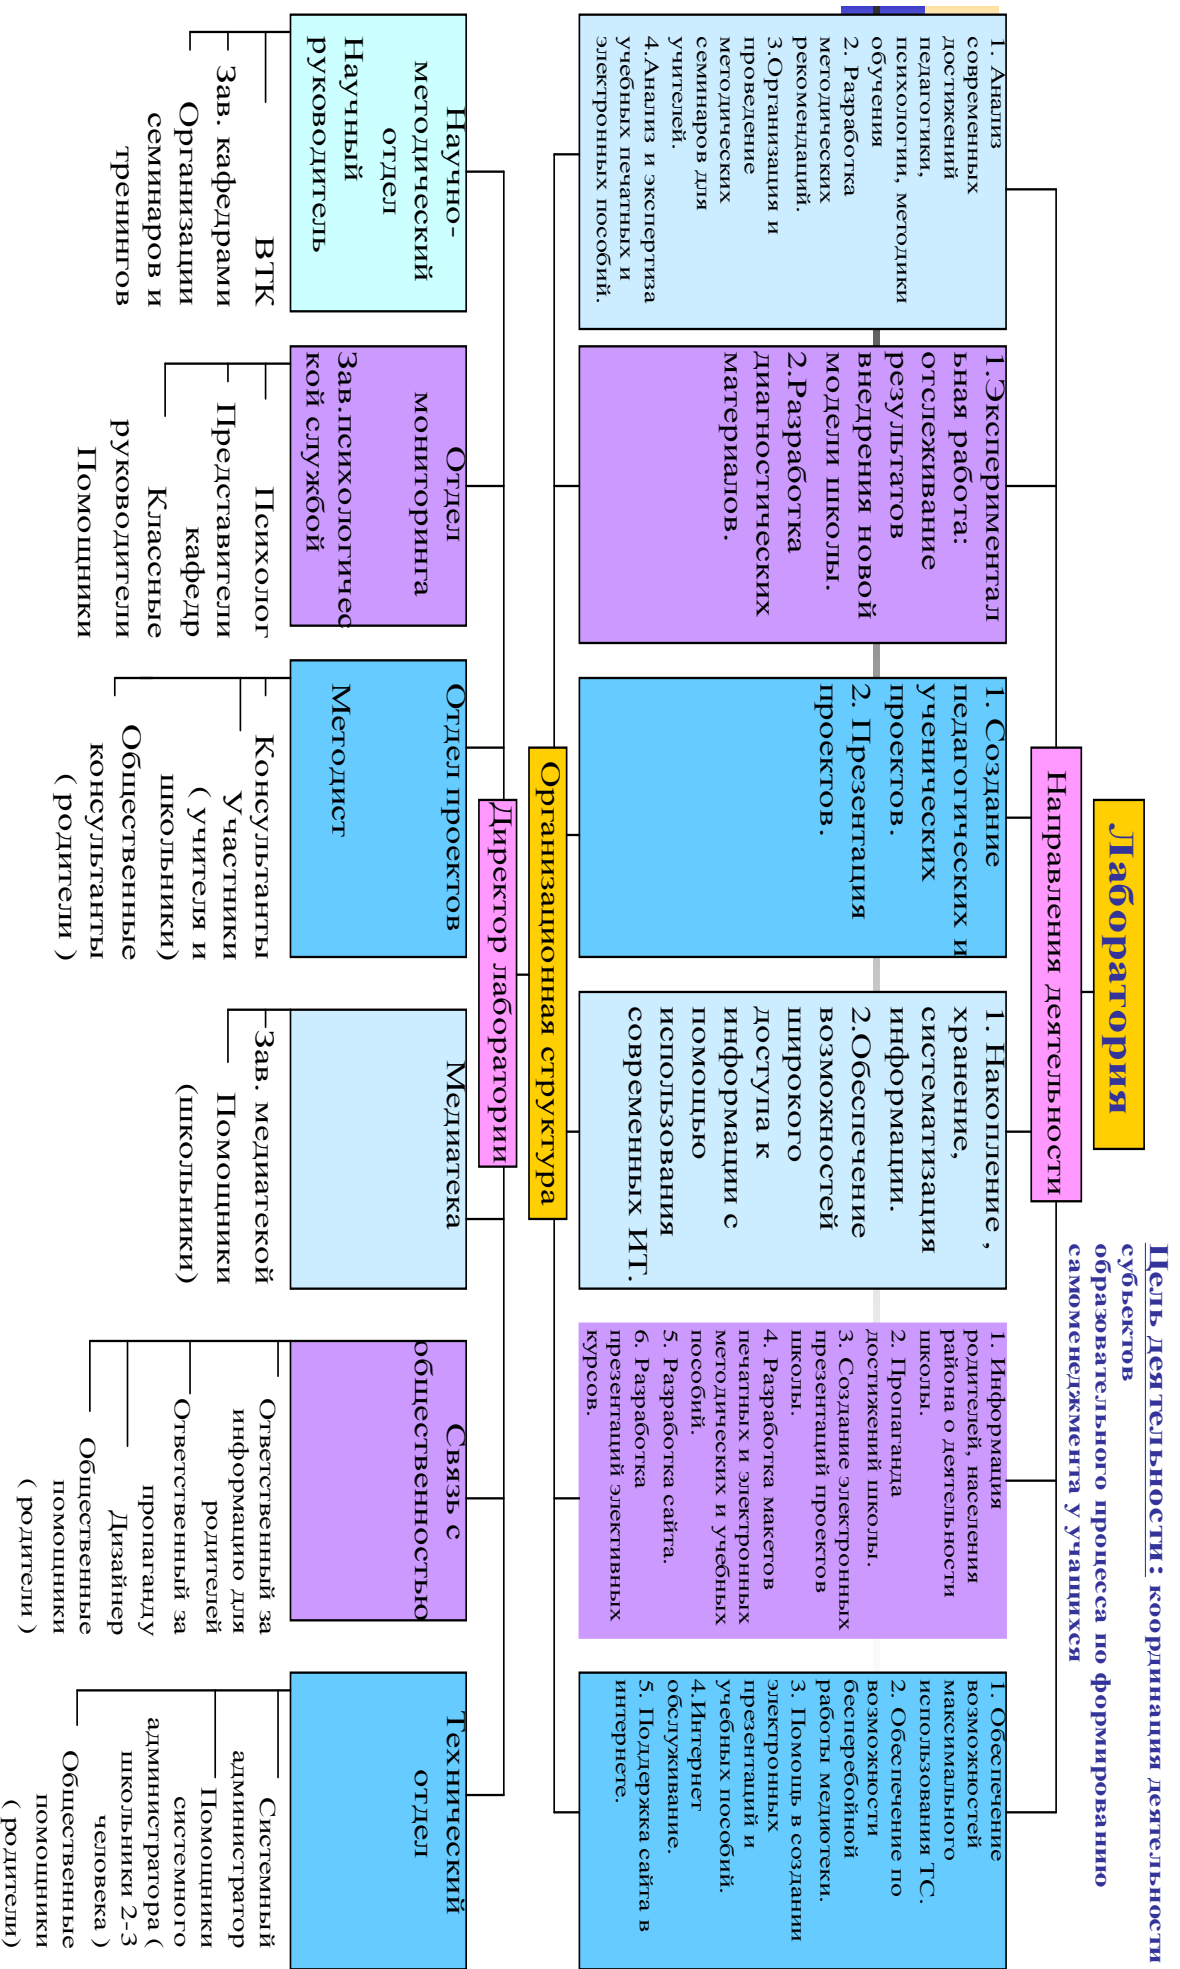 Лаборатория
Цель деятельности: координация деятельности
субьектов
образовательного процесса по формированию
самоменеджмента у учащихся
Направления деятельности
1. Анализ
современных
достижений
педагогики,
психологии, методики
обучения
2. Разработка
методических
рекомендаций.
3.Организация и
проведение
методических
семинаров для
учителей.
4.Анализ и экспертиза
учебных печатных и
электронных пособий.
1.Эксперимептал
ьная работа:
отслеживание
результатов
внедрения новой
модели школы.
2.Разработка
диагностических
материалов.
1. Создание
педагогических и
ученических
проектов.
2. Презентация
проектов.
1. Накопление ,
хранение,
систематизация
информации.
2.Обеспечение
возможностей
широкого
доступа к
информации с
помощью
использования
современных ИТ.
1. Информация
родителей, населения
района о деятельности
школы.
2. Пропаганда
достижений школы.
3. Создание электронных
презентаций проектов
школы.
4. Разработка макетов
печатных и электронных
методических и учебных
пособий.
5. Разработка сайта.
6. Разработка
презентаций элективных
курсов.
1. Обеспечение
возможностей
максимального
использования ТС.
2. Обеспечение по
возможности
бесперебойной
работы медиотеки.
3. Помощь в создании
электронных
презентаций и
учебных пособий.
4.Интернет
обслуживание.
5. Поддержка сайта в
интернете.
Организационная структура
Директор лаборатории
Научно-
методический
отдел
Научный
руководитель
ВТК
Зав. кафедрами
Организации
семинаров и
тренингов
Отдел
мониторинга
Зав.психологичес
кой службой
Психолог
Представители
кафедр
Классные
руководители
Помощники
Отдел проектов
Методист
Консультанты
Участники
( учителя и
школьники)
Общественные
консультанты
( родители )
Медиатека
Зав. медиатекой
Помощники
(школьники)
Связь с
общественностью
Ответственный за
информацию для
родителей
Ответственный за
пропаганду
Дизайнер
Общественные
помощники
( родители )
Технический
отдел
Системный
администратор
Помощники
системного
администратора (
школьники 2-3
человека )
Общественные
помощники
( родители)